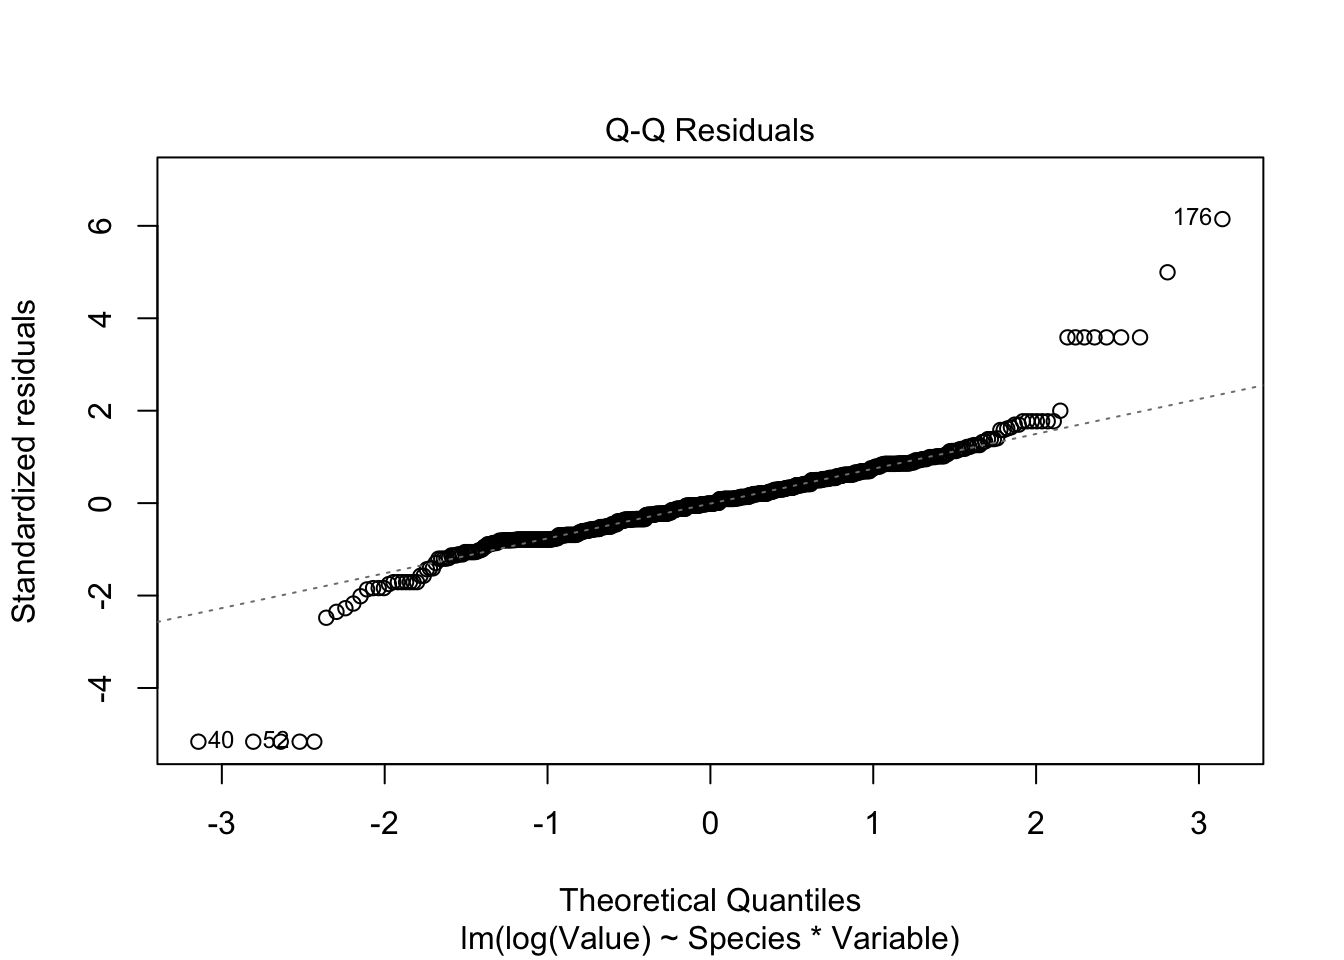 Q-Q Residuals
Standardized residuals
6
4
2
0
-2
-4
176
40
52
-3 -2 -1 0 1 2 3
Theoretical Quantiles
lm(log(Value) ~ Species * Variable)